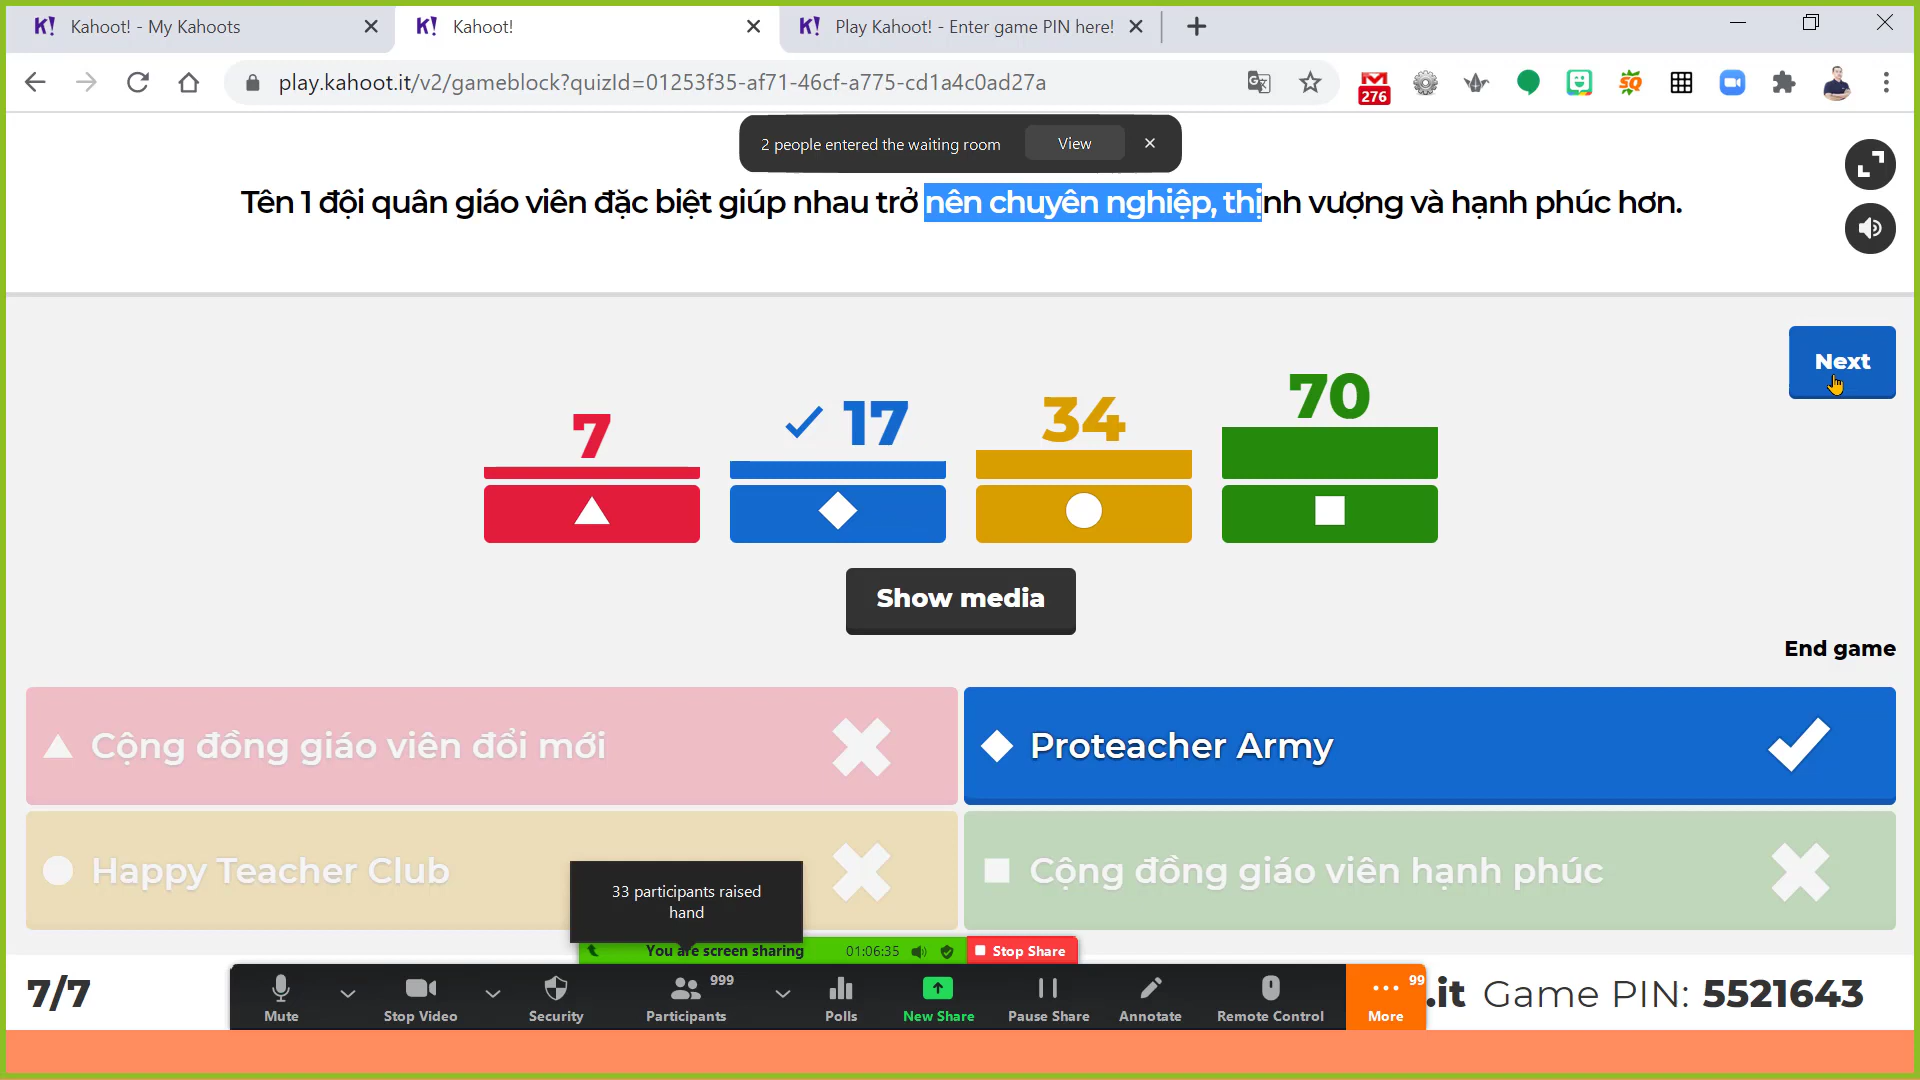 Kahoot! - My Kahoots
Kahoot!
Play Kahoot! - Enter game PIN here!
play.kahoot.it/v2/gameblock?quizId=01253f35-af71-46cf-a775-cd1a4c0ad27a
276
2 people entered the waiting room
View
Tên 1 đội quân giáo viên đặc biệt giúp nhau trở nên chuyên nghiệp, thịnh vượng và hạnh phúc hơn.
Next
7
17
34
70
Show media
End game
Cộng đồng giáo viên đổi mới
Proteacher Army
Happy Teacher Club
Cộng đồng giáo viên hạnh phúc
33 participants raised
hand
You are screen sharing
01:06:35
Stop Share
7/7
Mute
Stop Video
Security
Participants
999
Polls
New Share
Pause Share
Annotate
Remote Control
More
99
.it Game PIN: 5521643